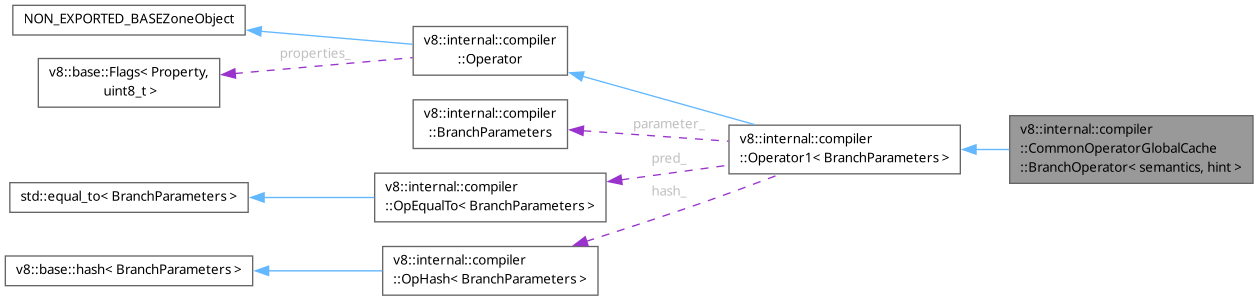 NON_EXPORTED_BASEZoneObject
v8::base::Flags< Property,
uint8_t >
properties_
v8::internal::compiler
::Operator
v8::internal::compiler
::BranchParameters
parameter_
pred_
hash_
v8::internal::compiler
::Operator1< BranchParameters >
v8::internal::compiler
::CommonOperatorGlobalCache
::BranchOperator< semantics, hint >
std::equal_to< BranchParameters >
v8::internal::compiler
::OpEqualTo< BranchParameters >
v8::base::hash< BranchParameters >
v8::internal::compiler
::OpHash< BranchParameters >